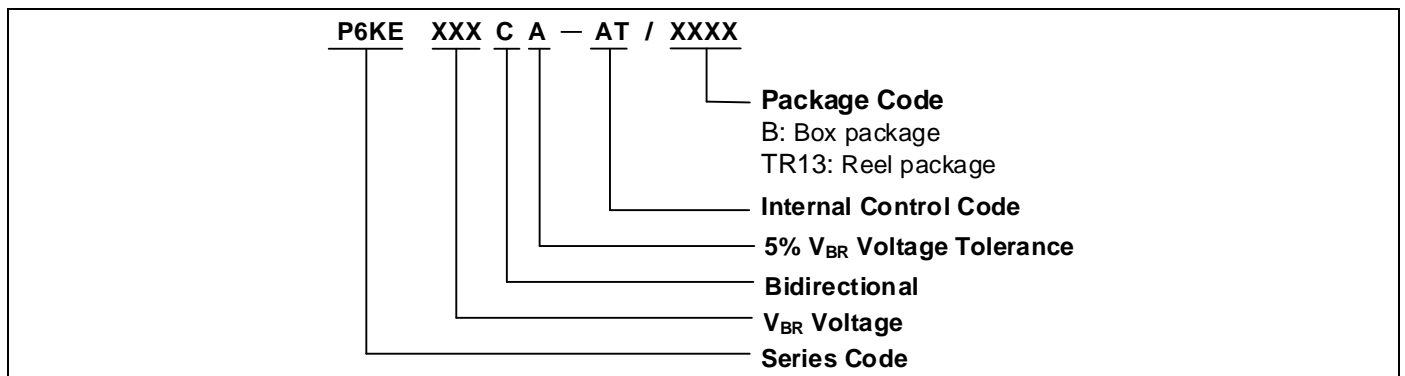 P6KE XXX C A — AT / XXXX
Package Code
B: Box package
TR13: Reel package
Internal Control Code
5% VBR Voltage Tolerance
Bidirectional
VBR Voltage
Series Code